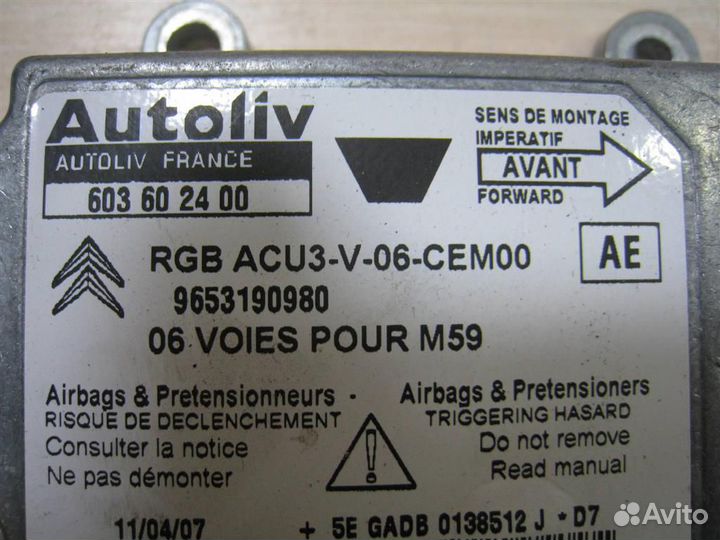 Autoliv
AUTOLIV FRANCE
603 60 24 00
SENS DE MONTAGE
IMPERATIF
AVANT
FORWARD
RGB ACU3-V-06-CEM00
AE
9653190980
06 VOIES POUR M59
Airbags & Pretensionneurs -
RISQUE DE DECLENCHEMENT
Consulter la notice
Ne pas démonter
Airbags & Pretensioners
TRIGGERING HASARD
Do not remove
Read manual
!
11/04/07 + 5E GADB 0138512 J * D7
Avito